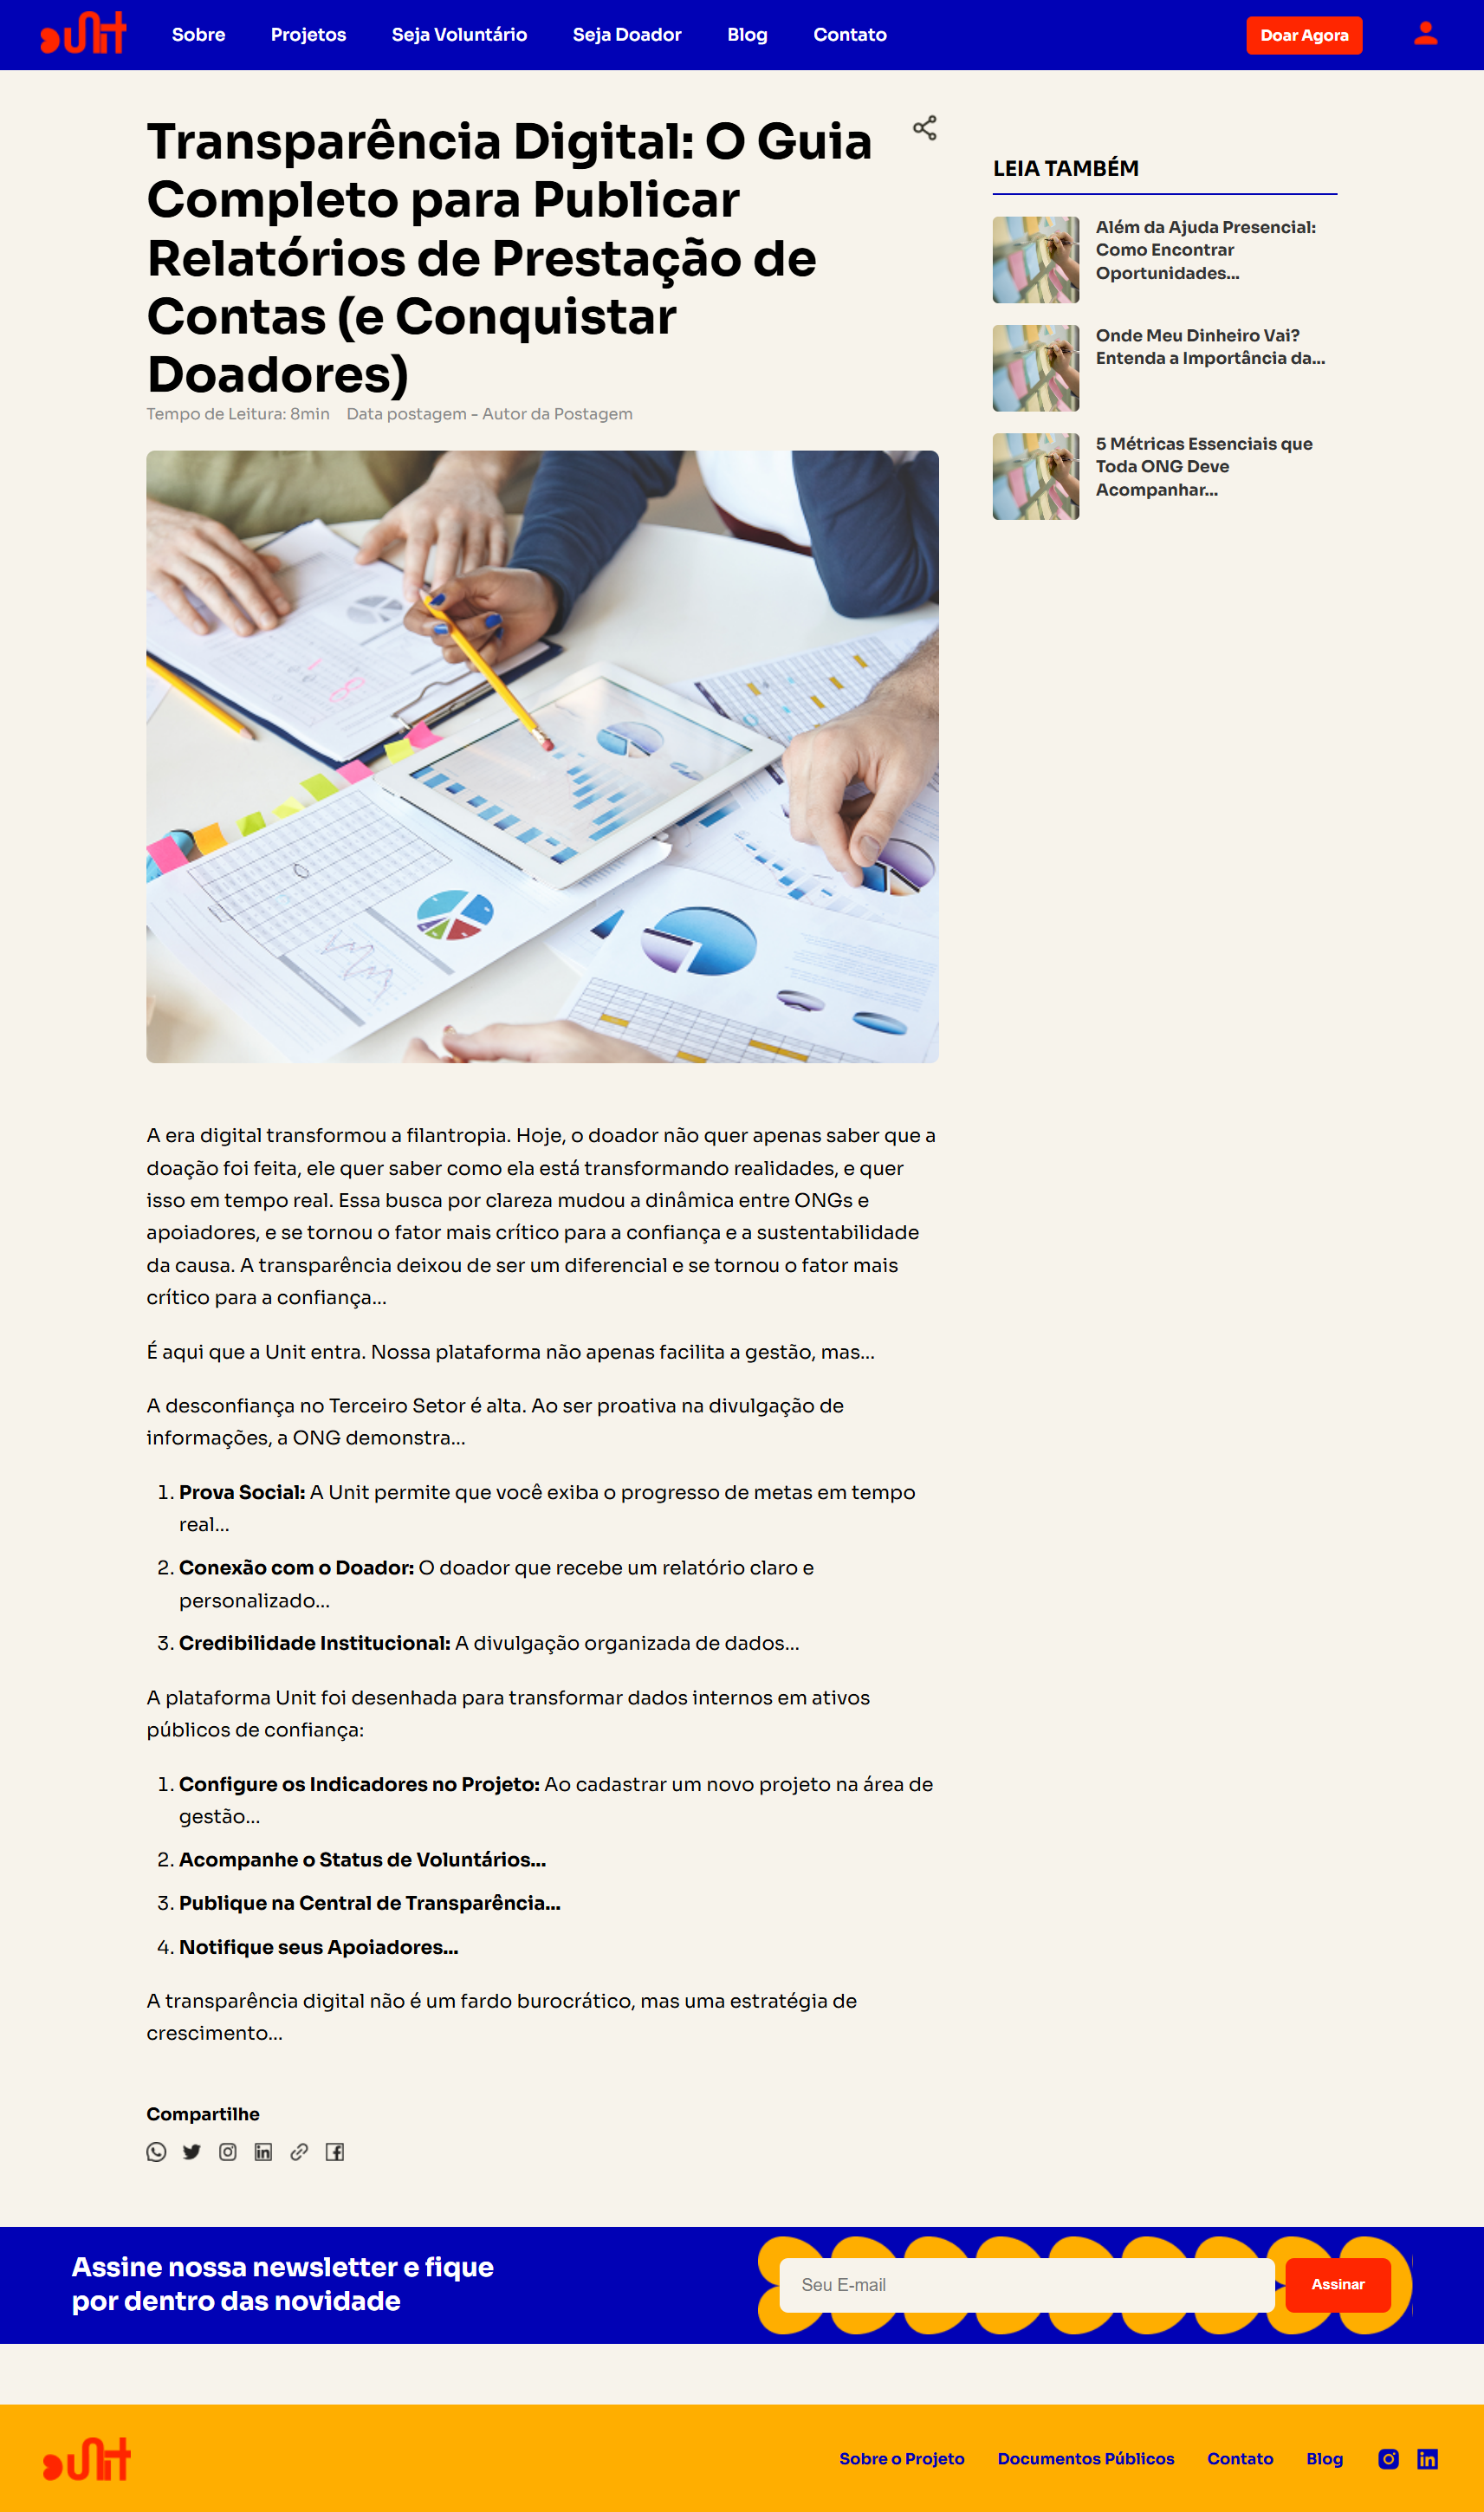 Unit
Sobre
Projetos
Seja Voluntário
Seja Doador
Blog
Contato
Doar Agora
Transparência Digital: O Guia
Completo para Publicar
Relatórios de Prestação de
Contas (e Conquistar
Doadores)
Tempo de Leitura: 8min
Data postagem - Autor da Postagem
A era digital transformou a filantropia. Hoje, o doador não quer apenas saber que a
doação foi feita, ele quer saber como ela está transformando realidades, e quer
isso em tempo real. Essa busca por clareza mudou a dinâmica entre ONGs e
apoiadores, e se tornou o fator mais crítico para a confiança e a sustentabilidade
da causa. A transparência deixou de ser um diferencial e se tornou o fator mais
crítico para a confiança...
É aqui que a Unit entra. Nossa plataforma não apenas facilita a gestão, mas...
A desconfiança no Terceiro Setor é alta. Ao ser proativa na divulgação de
informações, a ONG demonstra...
1. Prova Social: A Unit permite que você exiba o progresso de metas em tempo
real...
2. Conexão com o Doador: O doador que recebe um relatório claro e
personalizado...
3. Credibilidade Institucional: A divulgação organizada de dados...
A plataforma Unit foi desenhada para transformar dados internos em ativos
públicos de confiança:
1. Configure os Indicadores no Projeto: Ao cadastrar um novo projeto na área de
gestão...
2. Acompanhe o Status de Voluntários...
3. Publique na Central de Transparência...
4. Notifique seus Apoiadores...
A transparência digital não é um fardo burocrático, mas uma estratégia de
crescimento...
Compartilhe
LEIA TAMBÉM
Além da Ajuda Presencial:
Como Encontrar
Oportunidades...
Onde Meu Dinheiro Vai?
Entenda a Importância da...
5 Métricas Essenciais que
Toda ONG Deve
Acompanhar...
Assine nossa newsletter e fique
por dentro das novidade
Seu E-mail
Assinar
Unit
Sobre o Projeto
Documentos Públicos
Contato
Blog